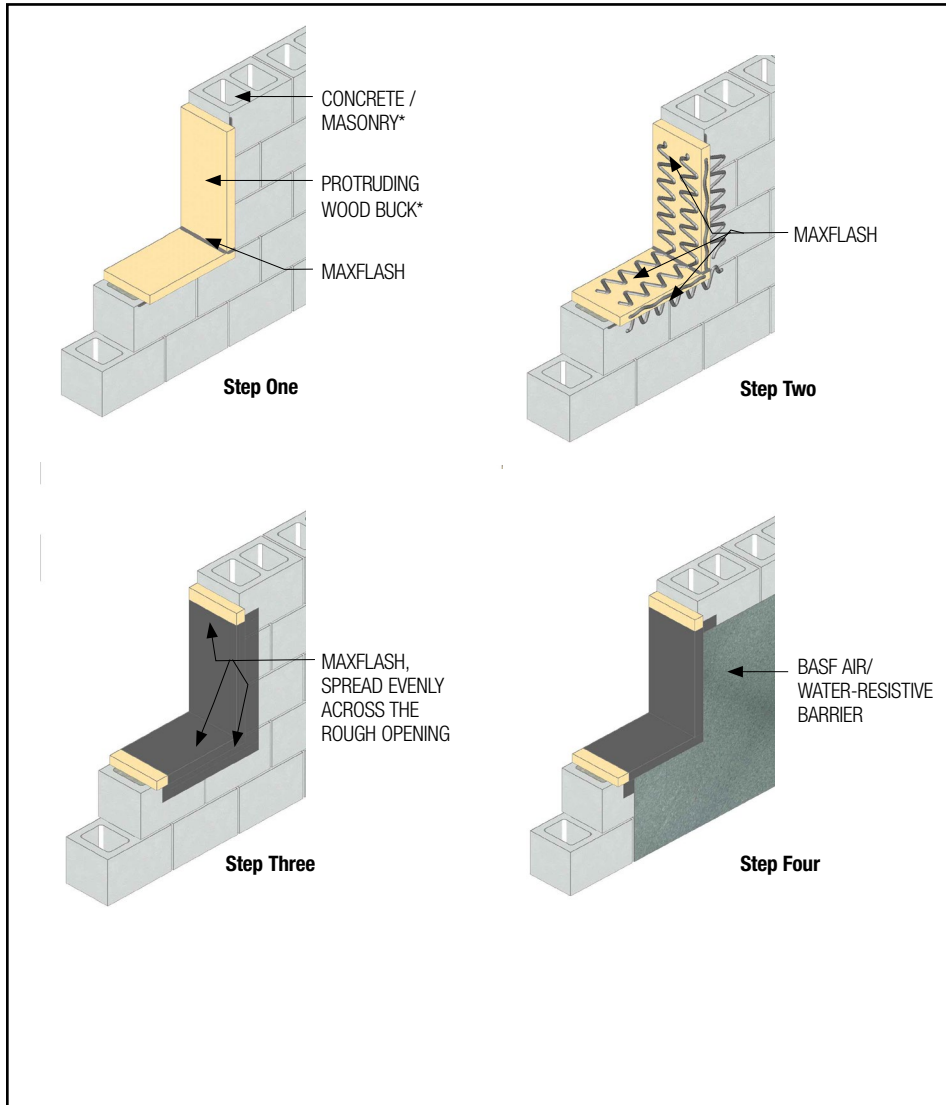 CONCRETE /
MASONRY*
PROTRUDING
WOOD BUCK*
MAXFLASH
Step One
MAXFLASH
Step Two
MAXFLASH,
SPREAD EVENLY
ACROSS THE
ROUGH OPENING
Step Three
BASF AIR/
WATER-RESISTIVE
BARRIER
Step Four